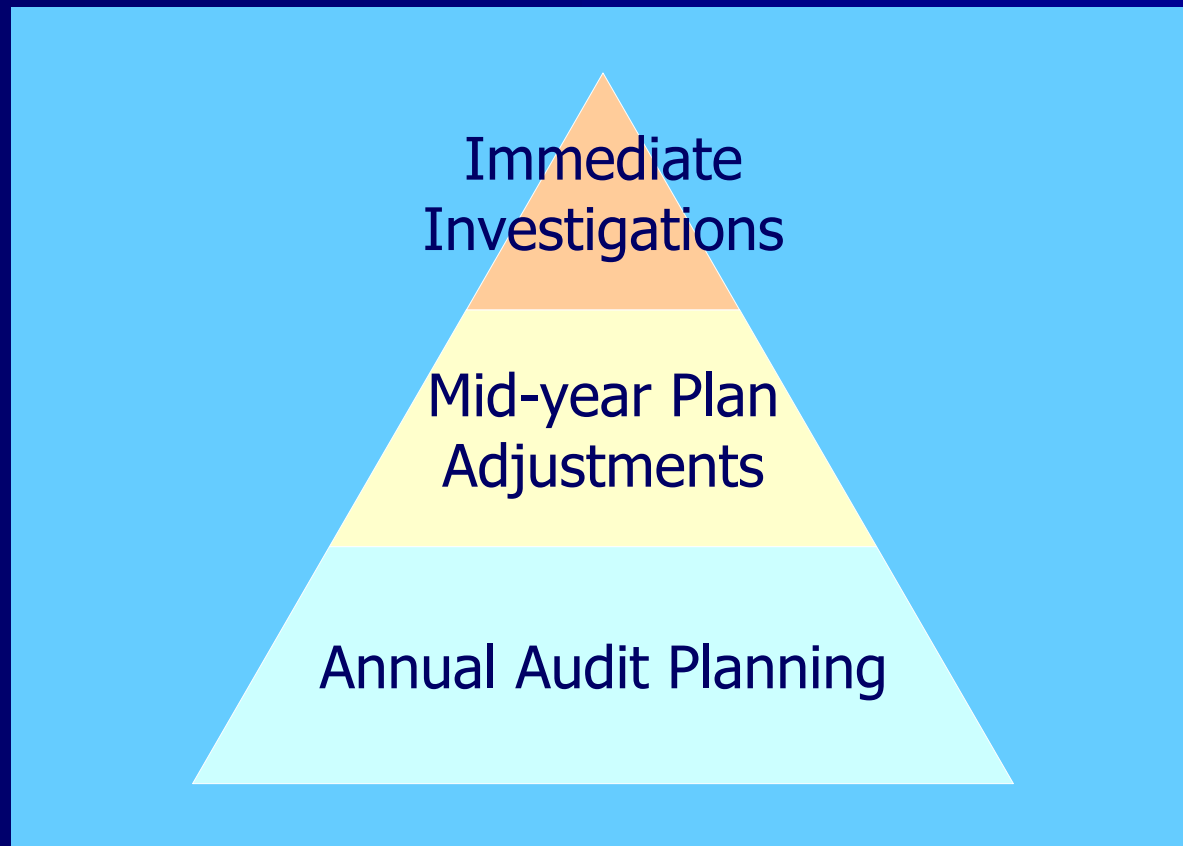 Immediate
Investigations
Mid-year Plan
Adjustments
Annual Audit Planning